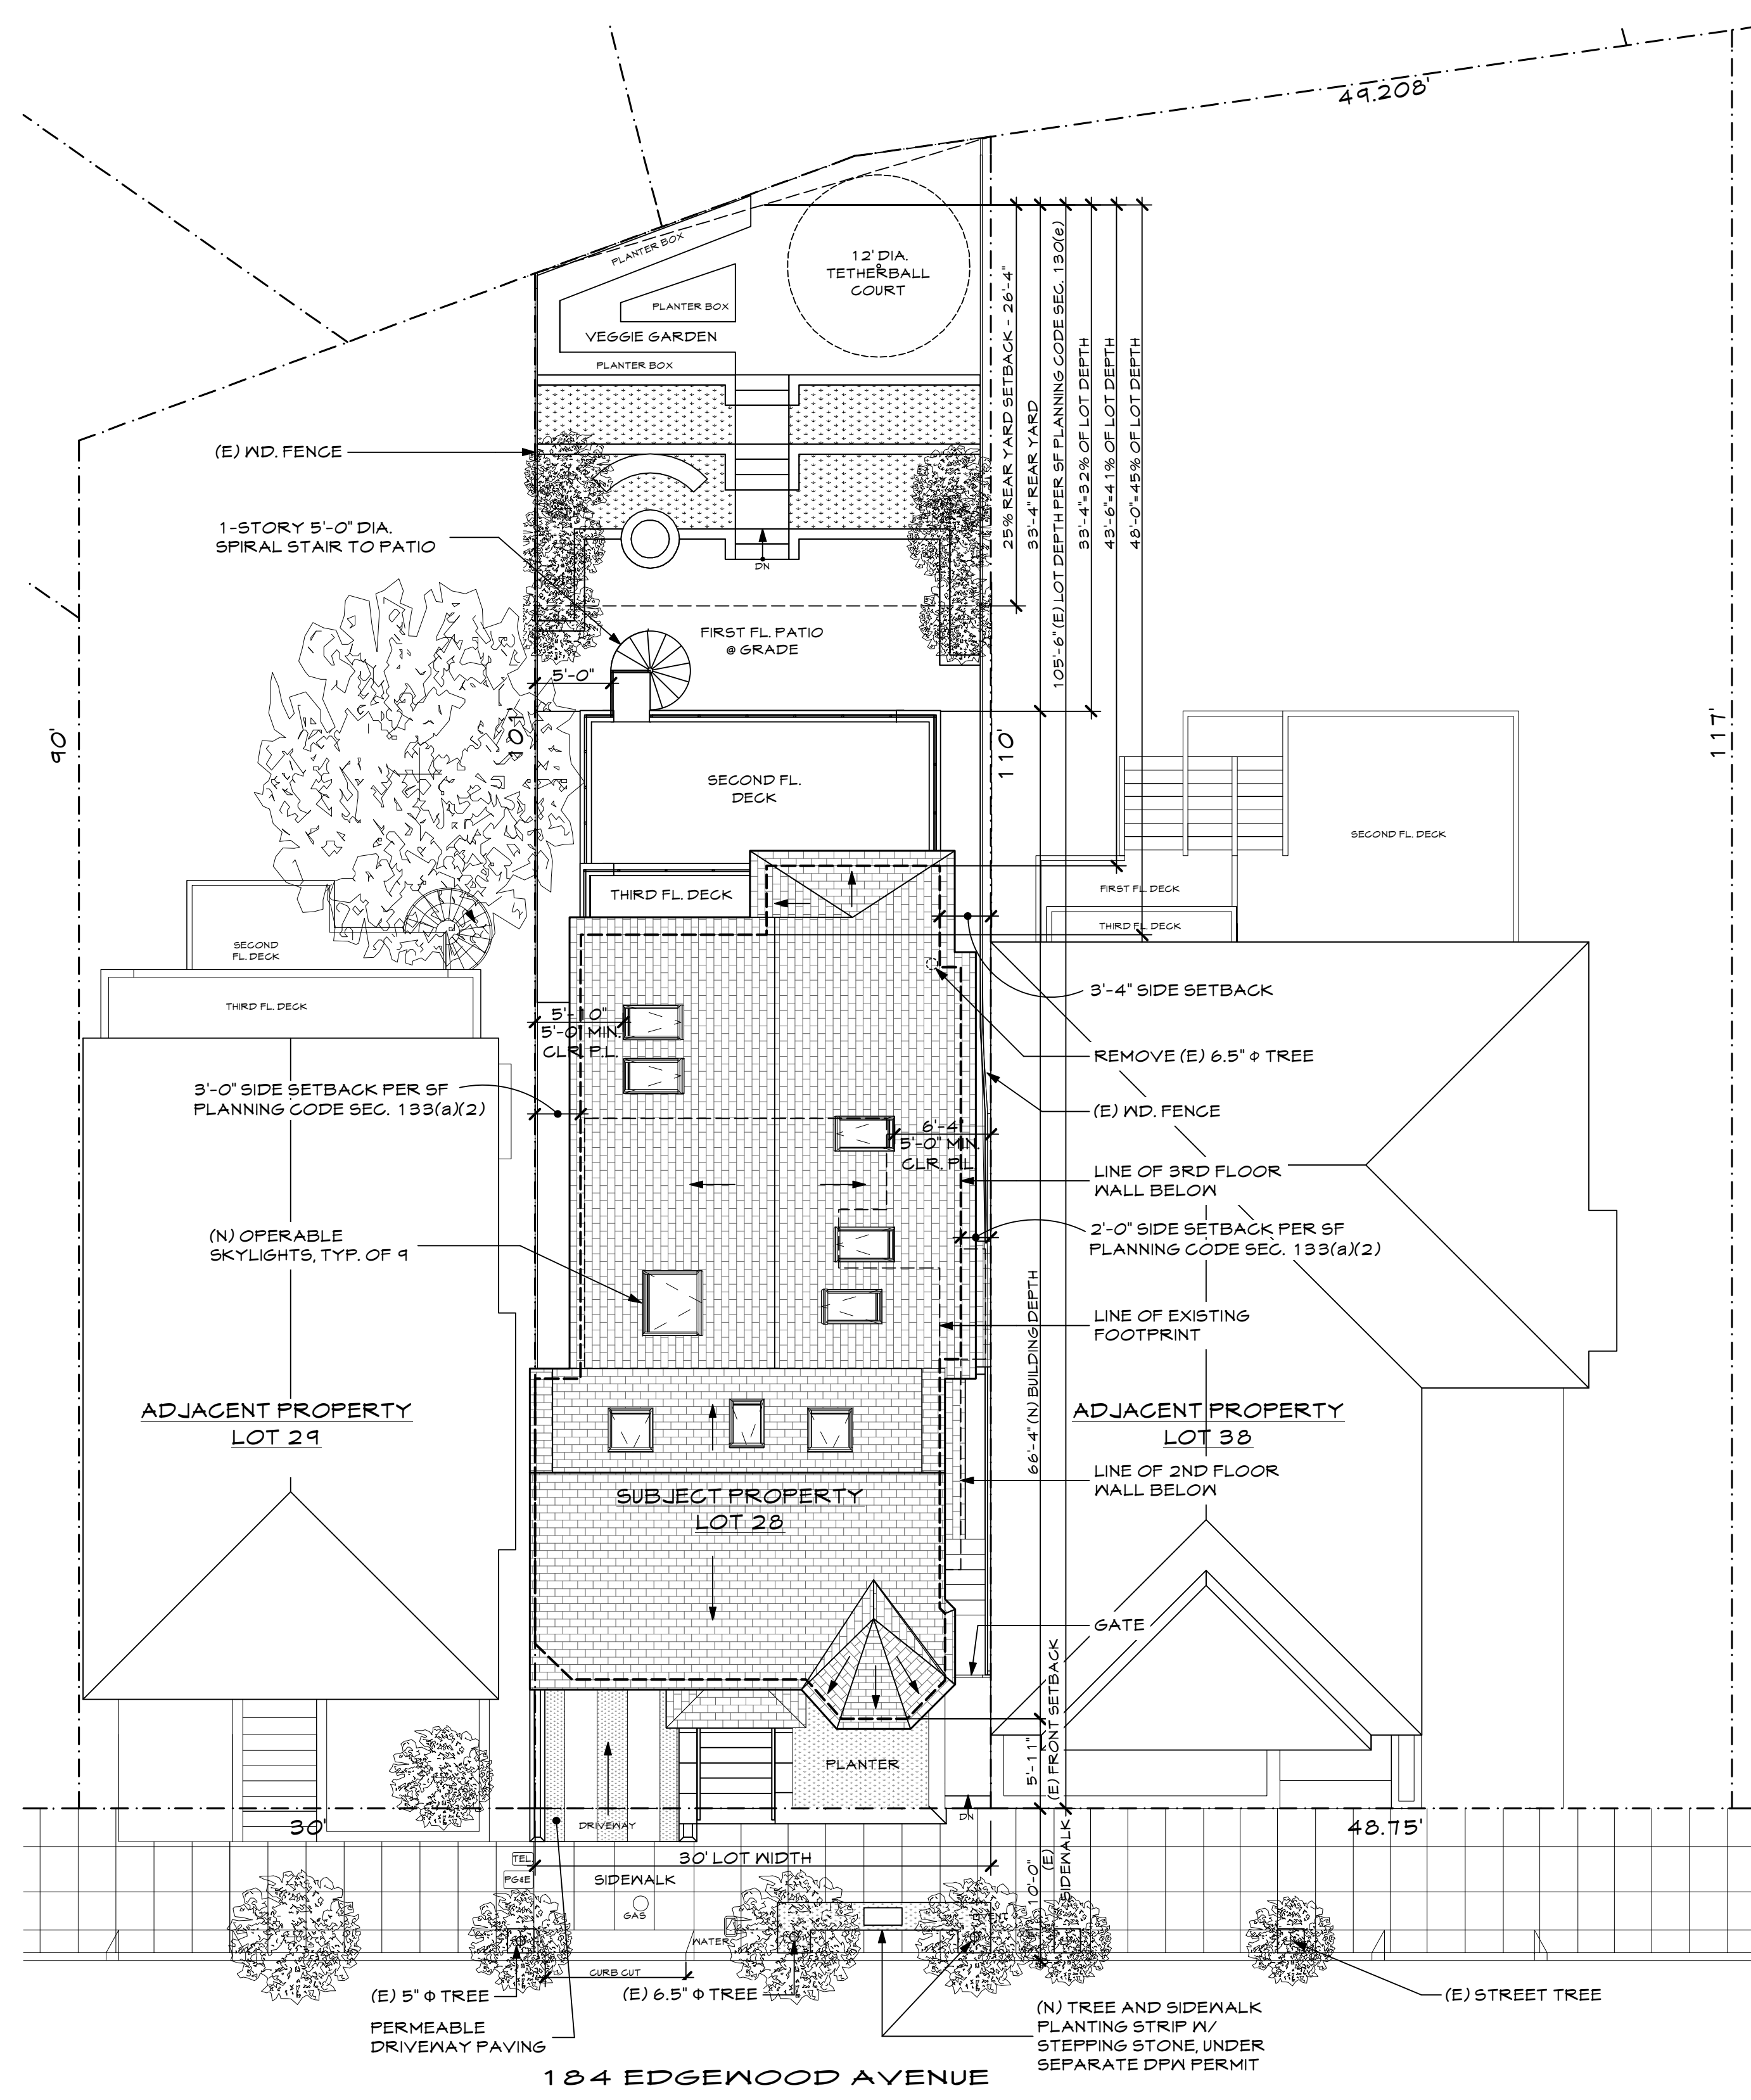 49.208'
PLANTER BOX
12' DIA.
TETHERBALL
COURT
PLANTER BOX
VEGGIE GARDEN
PLANTER BOX
25% REAR YARD SETBACK - 26'-4"
33'-4" REAR YARD
105'-6" (E) LOT DEPTH PER SF PLANNING CODE SEC. 130(e)
33'-4"=32% OF LOT DEPTH
43'-6"=41% OF LOT DEPTH
48'-0"=45% OF LOT DEPTH
(E) WD. FENCE
1-STORY 5'-0" DIA.
SPIRAL STAIR TO PATIO
DN
FIRST FL. PATIO
@ GRADE
5'-0"
90'
101'
110'
117'
SECOND FL.
DECK
SECOND FL. DECK
THIRD FL. DECK
FIRST FL. DECK
THIRD FL. DECK
SECOND
FL. DECK
THIRD FL. DECK
3'-4" SIDE SETBACK
5'-10"
5'-0" MIN.
CLR. P.L.
REMOVE (E) 6.5" Φ TREE
3'-0" SIDE SETBACK PER SF
PLANNING CODE SEC. 133(a)(2)
(E) WD. FENCE
6'-4"
5'-0" MIN.
CLR. P.L.
LINE OF 3RD FLOOR
WALL BELOW
(N) OPERABLE
SKYLIGHTS, TYP. OF 9
2'-0" SIDE SETBACK PER SF
PLANNING CODE SEC. 133(a)(2)
LINE OF EXISTING
FOOTPRINT
66'-4" (N) BUILDING DEPTH
ADJACENT PROPERTY
LOT 29
ADJACENT PROPERTY
LOT 38
LINE OF 2ND FLOOR
WALL BELOW
SUBJECT PROPERTY
LOT 28
GATE
5'-11"
(E) FRONT SETBACK
PLANTER
DRIVEWAY
DN
30'
48.75'
30' LOT WIDTH
TEL
PG&E
SIDEWALK
GAS
WATER
10'-0"
(E)
SIDEWALK
CURB CUT
(E) 5" Φ TREE
(E) 6.5" Φ TREE
(E) STREET TREE
PERMEABLE
DRIVEWAY PAVING
(N) TREE AND SIDEWALK
PLANTING STRIP W/
STEPPING STONE, UNDER
SEPARATE DPW PERMIT
184 EDGEWOOD AVENUE